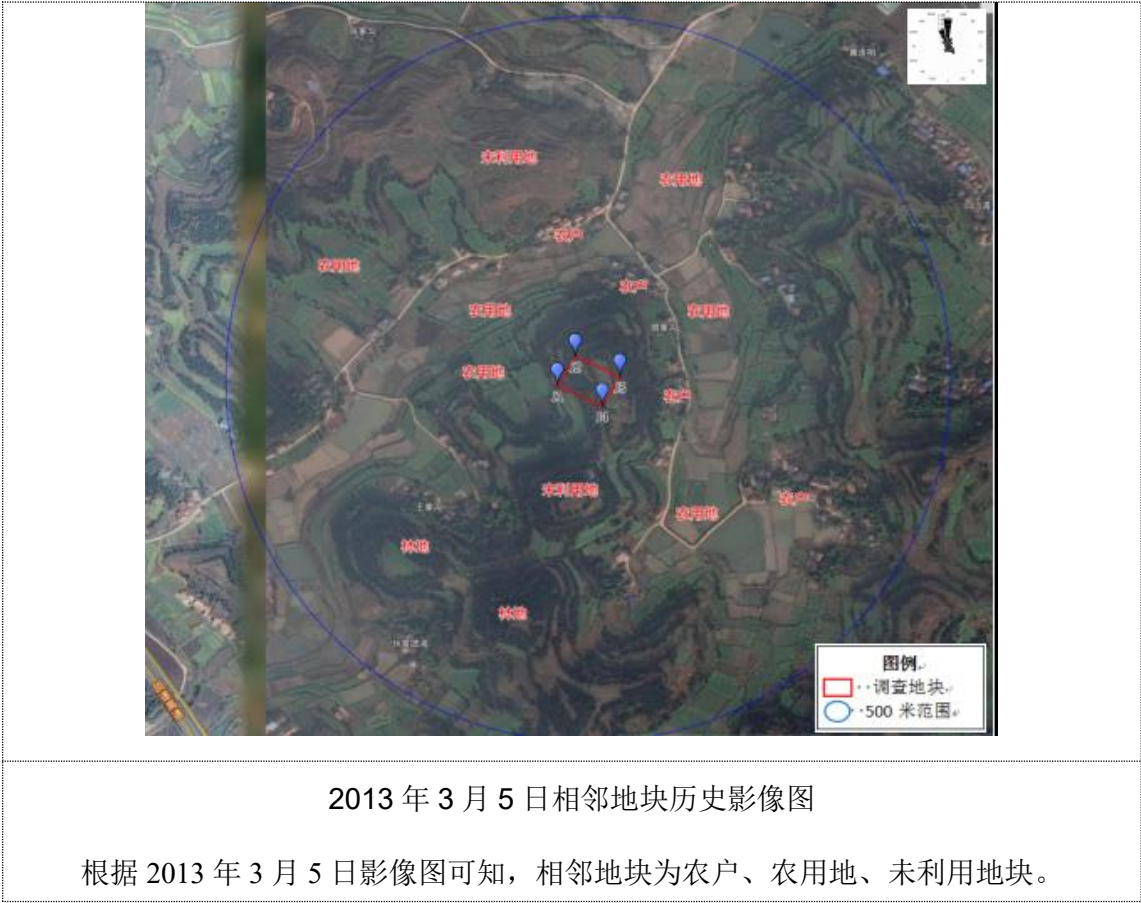 未利用地
农用地
农户
农用地
农户
农用地
农用地
农用地
农户
未利用地
农户
农用地
林地
林地
图例
调查地块
500 米范围
2013 年 3 月 5 日相邻地块历史影像图
根据 2013 年 3 月 5 日影像图可知，相邻地块为农户、农用地、未利用地块。